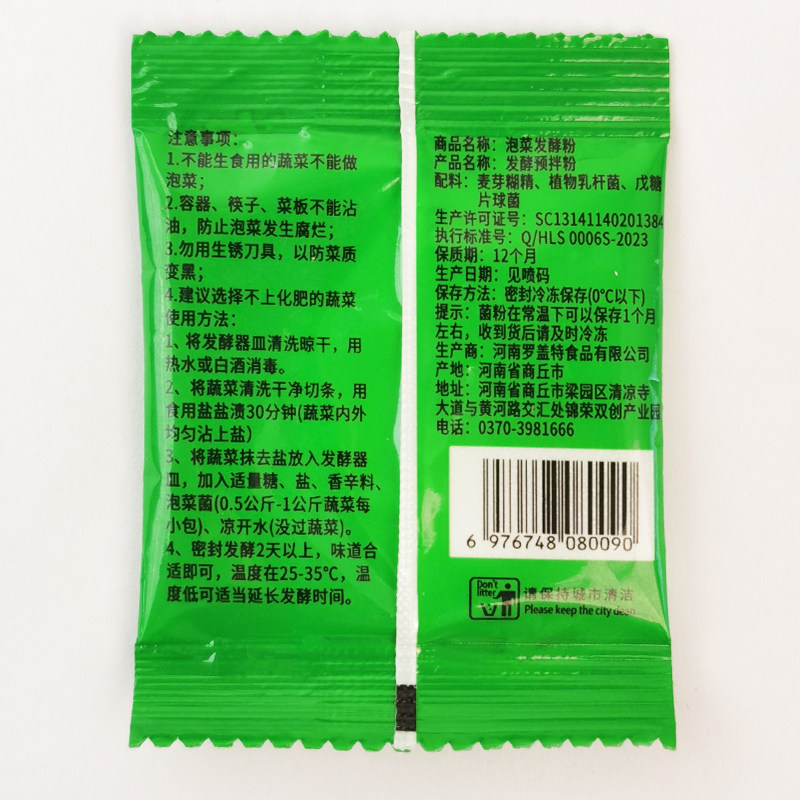 注意事项：
1.不能生食用的蔬菜不能做
泡菜；
2.容器、筷子、菜板不能沾
油，防止泡菜发生腐烂；
3.勿用生锈刀具，以防菜质
变黑；
4.建议选择不上化肥的蔬菜
使用方法：
1、将发酵器皿清洗晾干，用
热水或白酒消毒。
2、将蔬菜清洗干净切条，用
食用盐盐渍30分钟(蔬菜内外
均匀沾上盐）
3、将蔬菜抹去盐放入发酵器
皿，加入适量糖、盐、香辛料、
泡菜菌(0.5公斤-1公斤蔬菜每
小包)、凉开水(没过蔬菜)。
4、密封发酵2天以上，味道合
适即可，温度在25-35℃，温
度低可适当延长发酵时间。
商品名称：泡菜发酵粉
产品名称：发酵预拌粉
配料：麦芽糊精、植物乳杆菌、戊糖
片球菌
生产许可证号：SC13141140201384
执行标准号：Q/HLS 0006S-2023
保质期：12个月
生产日期：见喷码
保存方法：密封冷冻保存(0℃以下)
提示：菌粉在常温下可以保存1个月
左右，收到货后请及时冷冻
生产商：河南罗盖特食品有限公司
产地：河南省商丘市
地址：河南省商丘市梁园区清凉寺
大道与黄河路交汇处锦荣双创产业园
电话：0370-3981666
6 976748 080090
Don't
litter
请保持城市清洁
Please keep the city clean